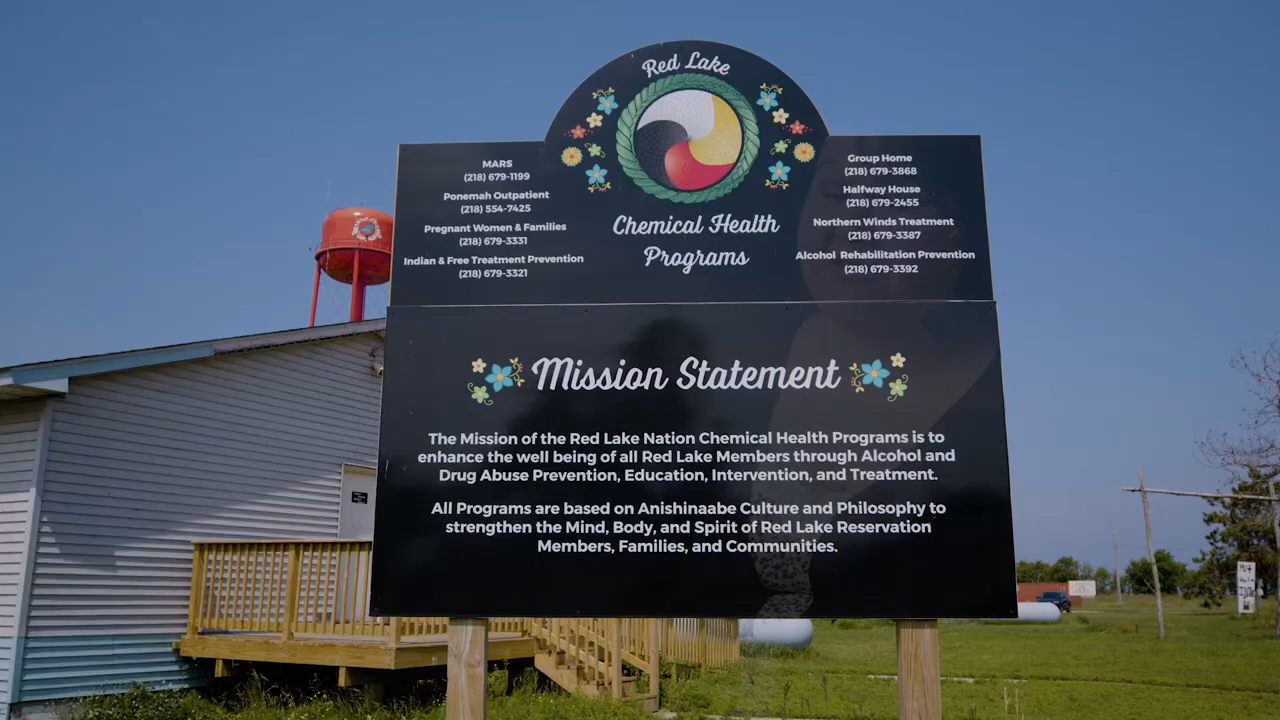 Red Lake
Chemical Health
Programs
MARS
(218) 679-1199
Ponemah Outpatient
(218) 554-7425
Pregnant Women & Families
(218) 679-3331
Indian & Free Treatment Prevention
(218) 679-3321
Group Home
(218) 679-3868
Halfway House
(218) 679-2455
Northern Winds Treatment
(218) 679-3387
Alcohol Rehabilitation Prevention
(218) 679-3392
Mission Statement
The Mission of the Red Lake Nation Chemical Health Programs is to
enhance the well being of all Red Lake Members through Alcohol and
Drug Abuse Prevention, Education, Intervention, and Treatment.
All Programs are based on Anishinaabe Culture and Philosophy to
strengthen the Mind, Body, and Spirit of Red Lake Reservation
Members, Families, and Communities.